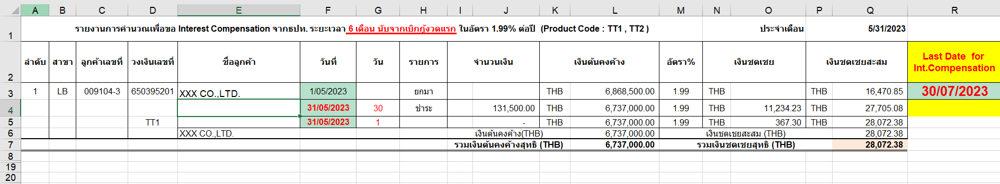 A B C D E F G H I J K L M N O P Q R
1 รายงานการคำนวณเพื่อขอ Interest Compensation จากธปท. ระยะเวลา 6 เดือน นับจากเบิกกู้งวดแรก ในอัตรา 1.99% ต่อปี (Product Code : TT1 , TT2 ) ประจำเดือน 5/31/2023
2 ลำดับ สาขา ลูกค้าเลขที่ วงเงินเลขที่ ชื่อลูกค้า วันที่ วัน รายการ จำนวนเงิน เงินต้นคงค้าง อัตรา% เงินชดเชย เงินชดเชยสะสม Last Date for
Int.Compensation
3 1 LB 009104-3 650395201 XXX CO.,LTD. 1/05/2023 ยกมา THB 6,868,500.00 1.99 THB THB 16,470.85 30/07/2023
4 31/05/2023 30 ชำระ 131,500.00 THB 6,737,000.00 1.99 THB 11,234.23 THB 27,705.08
5 TT1 31/05/2023 1 - THB 6,737,000.00 1.99 THB 367.30 THB 28,072.38
6 XXX CO.,LTD. เงินต้นคงค้าง(THB) 6,737,000.00 เงินชดเชยสะสม (THB) 28,072.38
7 รวมเงินต้นคงค้างสุทธิ (THB) 6,737,000.00 รวมเงินชดเชยสุทธิ (THB) 28,072.38
8
19
20